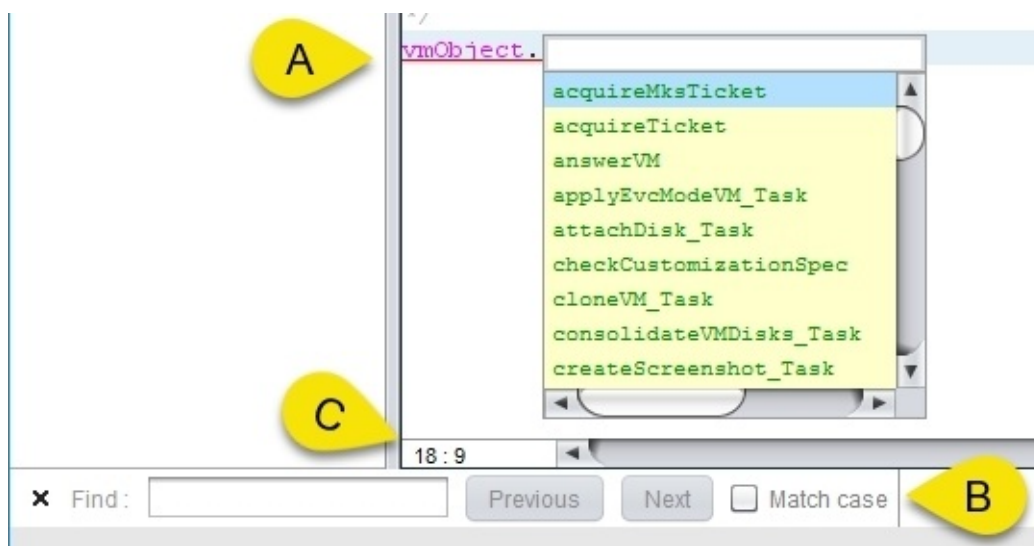 */
A
vmObject.
acquireMksTicket
acquireTicket
answerVM
applyEvcModeVM_Task
attachDisk_Task
checkCustomizationSpec
cloneVM_Task
consolidateVMDisks_Task
createScreenshot_Task
C
18 : 9
× Find : Previous Next Match case B